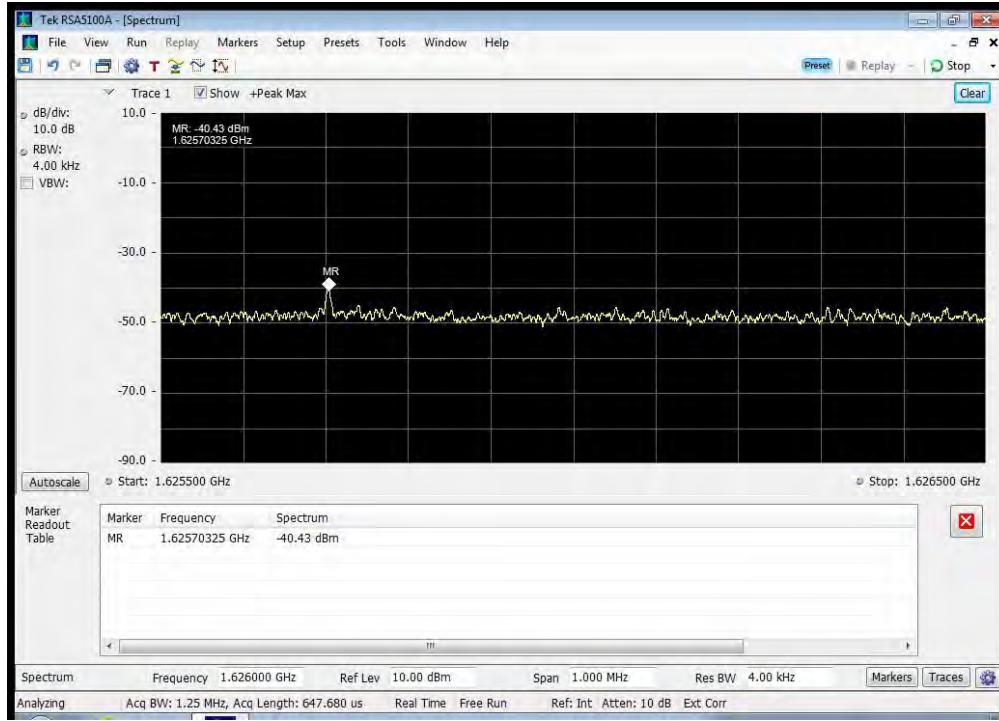 Tek RSA5100A - [Spectrum]
File View Run Replay Markers Setup Presets Tools Window Help
T Preset Replay Stop
Trace 1 Show +Peak Max Clear
dB/div:
10.0 dB
RBW:
4.00 kHz
VBW:
10.0
MR: -40.43 dBm
1.62570325 GHz
-10.0
-30.0
MR
-50.0
-70.0
-90.0
Autoscale Start: 1.625500 GHz Stop: 1.626500 GHz
Marker
Readout
Table
Marker Frequency Spectrum
MR 1.62570325 GHz -40.43 dBm
Spectrum Frequency 1.626000 GHz Ref Lev 10.00 dBm Span 1.000 MHz Res BW 4.00 kHz Markers Traces
Analyzing Acq BW: 1.25 MHz, Acq Length: 647.680 us Real Time Free Run Ref: Int Atten: 10 dB Ext Corr